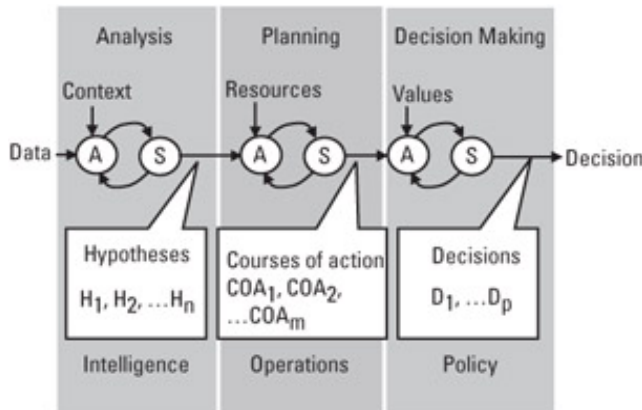 Analysis
Planning
Decision Making
Context
Resources
Values
Data
A
S
A
S
A
S
Decision
Hypotheses
H1, H2, …Hn
Courses of action
COA1, COA2,
…COAm
Decisions
D1, …Dp
Intelligence
Operations
Policy